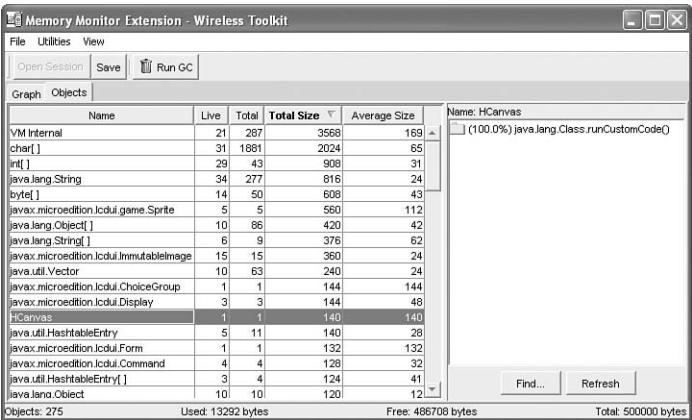 Memory Monitor Extension - Wireless Toolkit
File Utilities View
Open Session Save Run GC
Graph Objects
Name Live Total Total Size Average Size
VM Internal 21 287 3568 169
char[ ] 31 1881 2024 65
int[ ] 29 43 908 31
java.lang.String 34 277 816 24
byte[ ] 14 50 608 43
javax.microedition.lcdui.game.Sprite 5 5 560 112
java.lang.Object[ ] 10 86 420 42
java.lang.String[ ] 6 9 376 62
javax.microedition.lcdui.ImmutableImage 15 15 360 24
java.util.Vector 10 63 240 24
javax.microedition.lcdui.ChoiceGroup 1 1 144 144
javax.microedition.lcdui.Display 3 3 144 48
HCanvas 1 1 140 140
java.util.HashtableEntry 5 11 140 28
javax.microedition.lcdui.Form 1 1 132 132
javax.microedition.lcdui.Command 4 4 128 32
java.util.HashtableEntry[ ] 3 4 124 41
java.lang.Object 10 10 120 12
Name: HCanvas
(100.0%) java.lang.Class.runCustomCode()
Find... Refresh
Objects: 275 Used: 13292 bytes Free: 486708 bytes Total: 500000 bytes